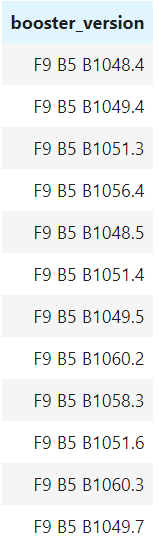 booster_version
F9 B5 B1048.4
F9 B5 B1049.4
F9 B5 B1051.3
F9 B5 B1056.4
F9 B5 B1048.5
F9 B5 B1051.4
F9 B5 B1049.5
F9 B5 B1060.2
F9 B5 B1058.3
F9 B5 B1051.6
F9 B5 B1060.3
F9 B5 B1049.7